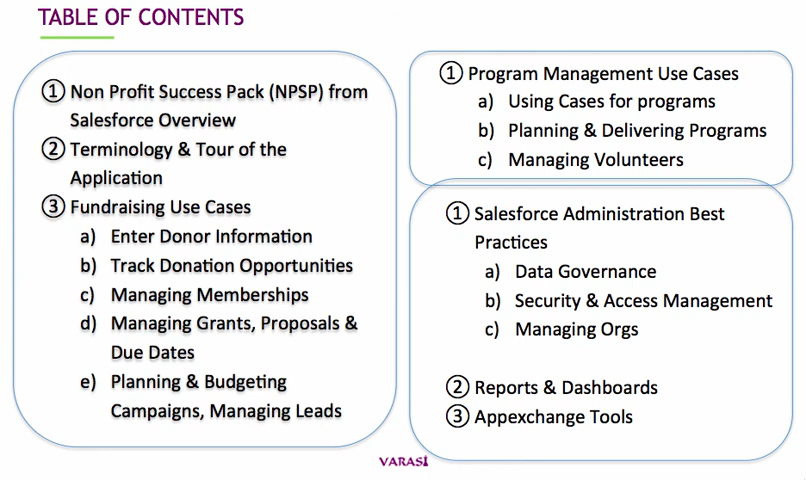 TABLE OF CONTENTS
① Non Profit Success Pack (NPSP) from
Salesforce Overview
② Terminology & Tour of the
Application
③ Fundraising Use Cases
a) Enter Donor Information
b) Track Donation Opportunities
c) Managing Memberships
d) Managing Grants, Proposals &
Due Dates
e) Planning & Budgeting
Campaigns, Managing Leads
① Program Management Use Cases
a) Using Cases for programs
b) Planning & Delivering Programs
c) Managing Volunteers
① Salesforce Administration Best
Practices
a) Data Governance
b) Security & Access Management
c) Managing Orgs
② Reports & Dashboards
③ Appexchange Tools
VARASI